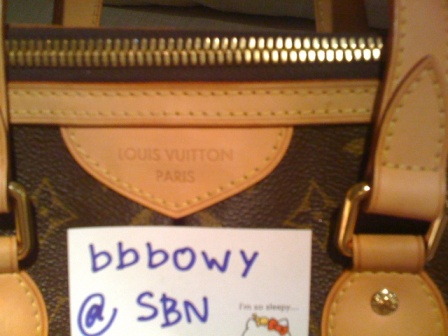 LOUIS VUITTON
PARIS
bbbowy
@ SBN
I'm so sleepy...